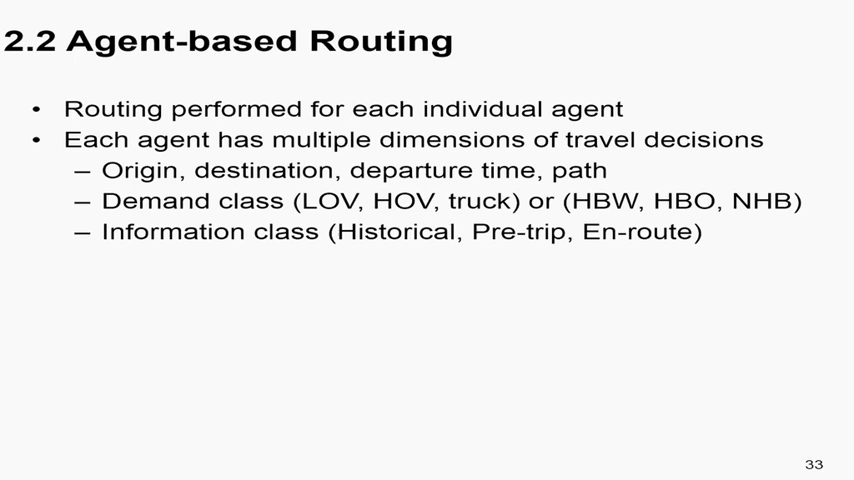 2.2 Agent-based Routing
• Routing performed for each individual agent
• Each agent has multiple dimensions of travel decisions
– Origin, destination, departure time, path
– Demand class (LOV, HOV, truck) or (HBW, HBO, NHB)
– Information class (Historical, Pre-trip, En-route)
33